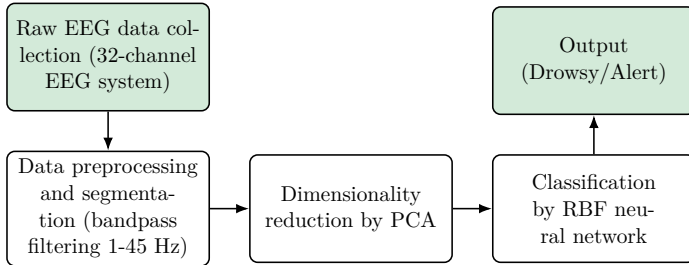 Raw EEG data col-
lection (32-channel
EEG system)
Data preprocessing
and segmenta-
tion (bandpass
filtering 1-45 Hz)
Dimensionality
reduction by PCA
Classification
by RBF neu-
ral network
Output
(Drowsy/Alert)